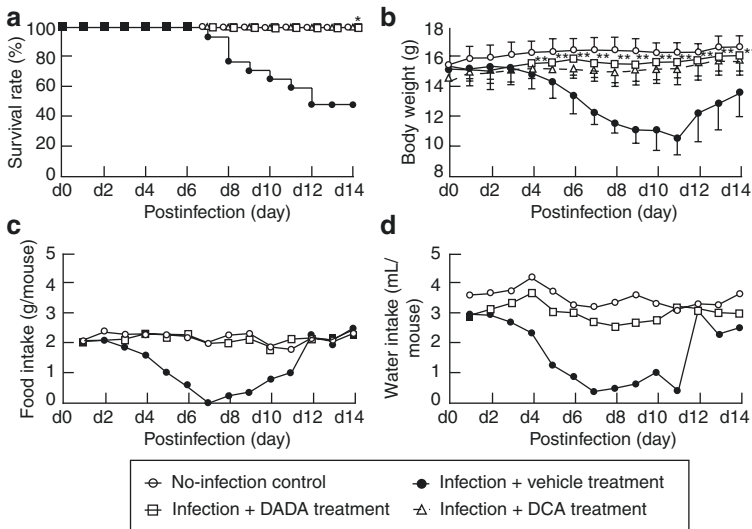 a
b
100
80
60
40
20
0
Survival rate (%)
*
d0 d2 d4 d6 d8 d10 d12 d14
Postinfection (day)
18
16
14
12
10
8
Body weight (g)
** ** ** ** ** ** ** ** ** ** **
d0 d2 d4 d6 d8 d10 d12 d14
Postinfection (day)
c
d
5
4
3
2
1
0
Food intake (g/mouse)
d0 d2 d4 d6 d8 d10 d12 d14
Postinfection (day)
5
4
3
2
1
0
Water intake (mL/
mouse)
d0 d2 d4 d6 d8 d10 d12 d14
Postinfection (day)
No-infection control
Infection + vehicle treatment
Infection + DADA treatment
Infection + DCA treatment